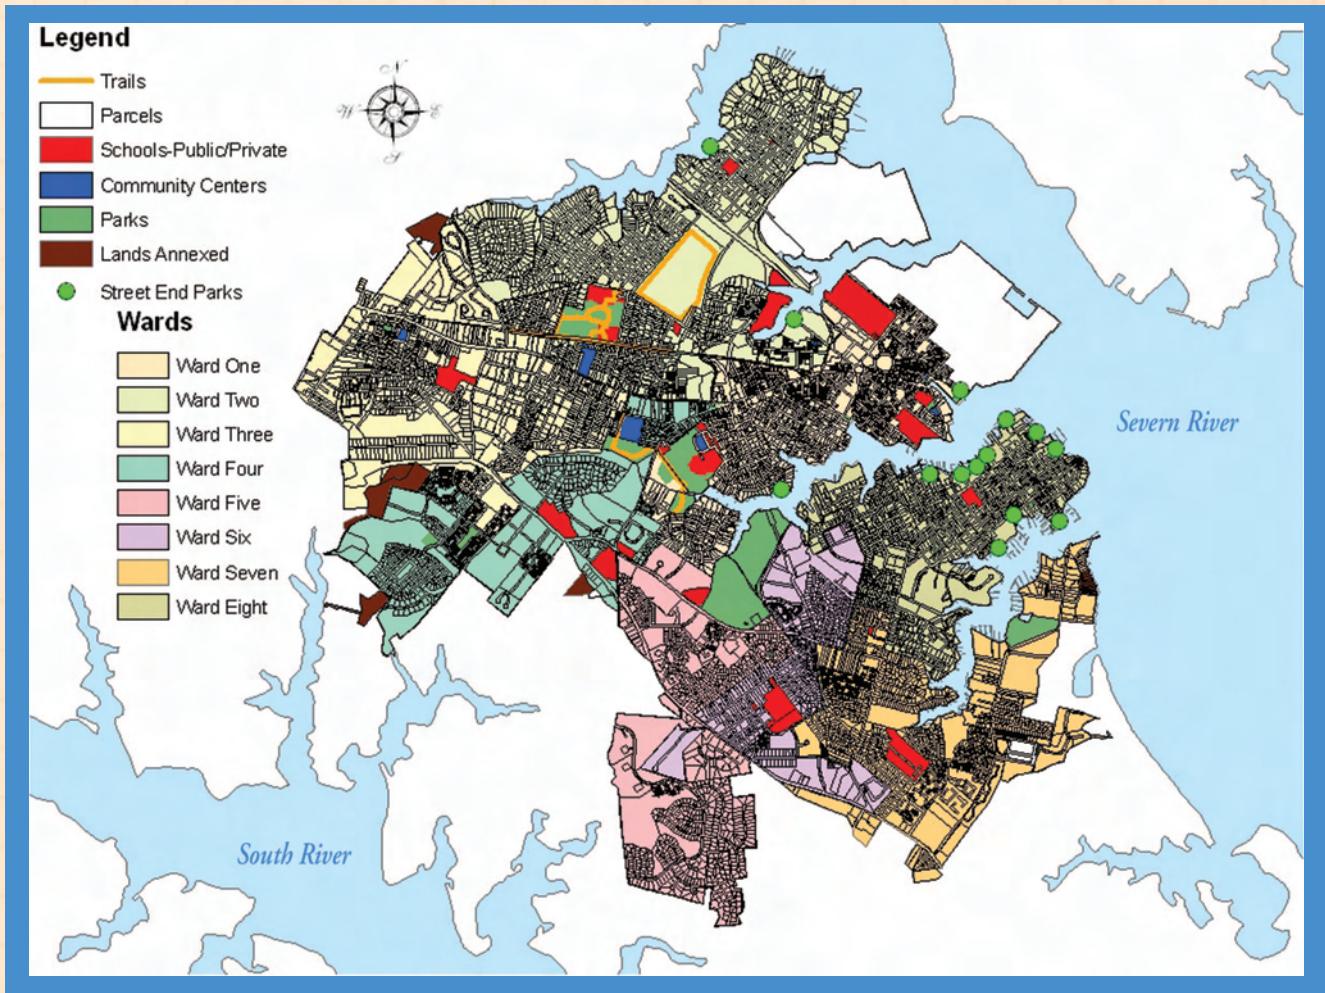 Legend
Trails
Parcels
Schools-Public/Private
Community Centers
Parks
Lands Annexed
Street End Parks
Wards
Ward One
Ward Two
Ward Three
Ward Four
Ward Five
Ward Six
Ward Seven
Ward Eight
N
W
E
S
Severn River
South River